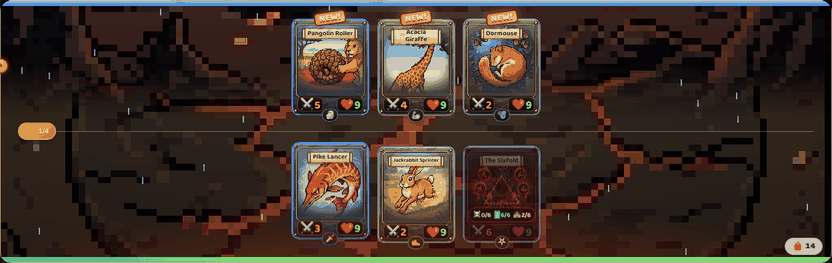 NEW! NEW! NEW!
Pangolin Roller
Acacia
Giraffe
Dormouse
5 9 4 9 2 9
1/4
Pike Lancer
Jackrabbit Sprinter
The Sixfold
0/6 6/6 2/6
3 9 2 9 6 9
14